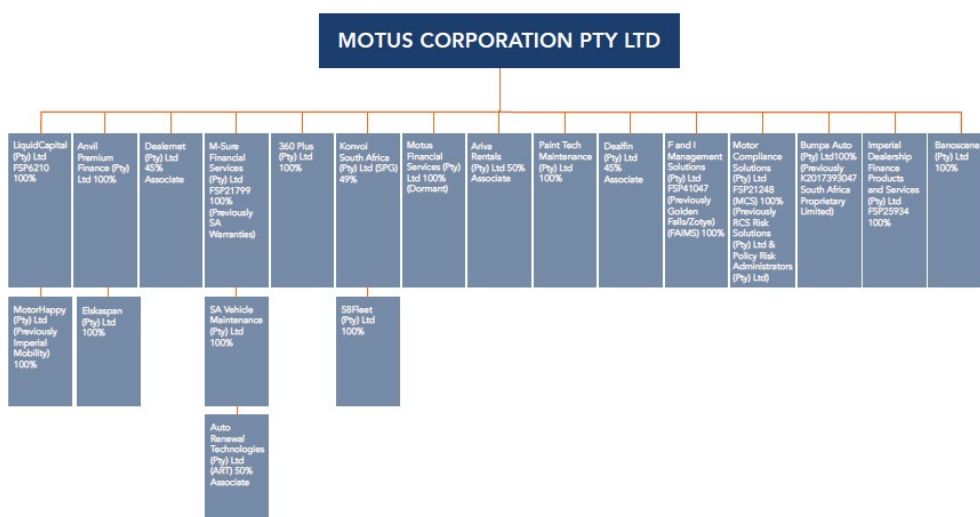 MOTUS CORPORATION PTY LTD
LiquidCapital
(Pty) Ltd
FSP6210
100%
Anvil
Premium
Finance (Pty)
Ltd 100%
Dealernet
(Pty) Ltd
45%
Associate
M-Sure
Financial
Services
(Pty) Ltd
FSP21799
100%
(Previously
SA
Warranties)
360 Plus
(Pty) Ltd
100%
Konvoi
South Africa
(Pty) Ltd (SPG)
49%
Motus
Financial
Services (Pty)
Ltd 100%
(Dormant)
Ariva
Rentals
(Pty) Ltd 50%
Associate
Paint Tech
Maintenance
(Pty) Ltd
100%
Dealfin
(Pty) Ltd
45%
Associate
F and I
Management
Solutions
(Pty) Ltd
FSP41047
(Previously
Golden
Falls/Zotye)
(FAIMS) 100%
Motor
Compliance
Solutions
(Pty) Ltd
FSP21248
(MCS) 100%
(Previously
RCS Risk
Solutions
(Pty) Ltd &
Policy Risk
Administrators
(Pty) Ltd)
Bumpa Auto
(Pty) Ltd100%
(Previously
K2017393047
South Africa
Proprietary
Limited)
Imperial
Dealership
Finance
Products
and Services
(Pty) Ltd
FSP25934
100%
Banoscene
(Pty) Ltd
100%
MotorHappy
(Pty) Ltd
(Previously
Imperial
Mobility)
100%
Elskaspan
(Pty) Ltd
100%
SA Vehicle
Maintenance
(Pty) Ltd
100%
58Fleet
(Pty) Ltd
100%
Auto
Renewal
Technologies
(Pty) Ltd
(ART) 50%
Associate